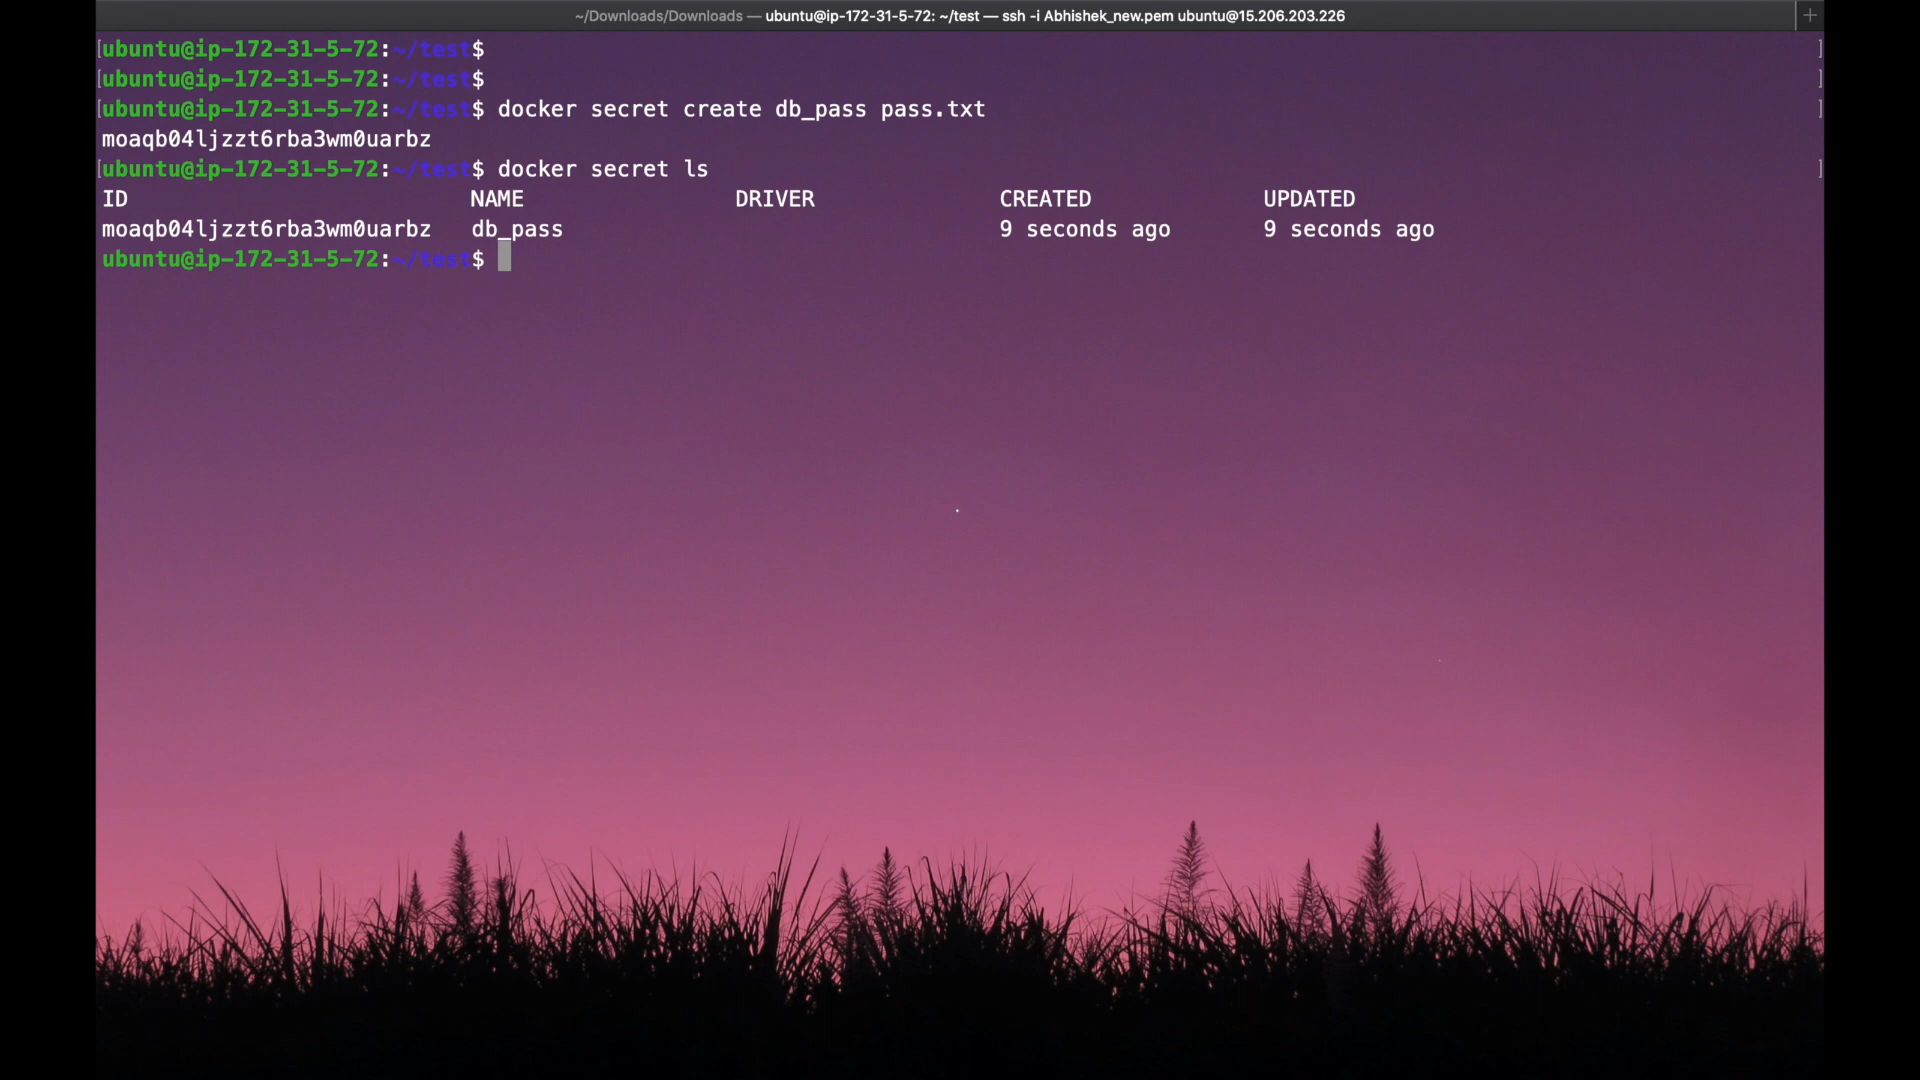 ~/Downloads/Downloads — ubuntu@ip-172-31-5-72: ~/test — ssh -i Abhishek_new.pem ubuntu@15.206.203.226
[ubuntu@ip-172-31-5-72:~/test$ ]
[ubuntu@ip-172-31-5-72:~/test$ ]
[ubuntu@ip-172-31-5-72:~/test$ docker secret create db_pass pass.txt ]
moaqb04ljzzt6rba3wm0uarbz
[ubuntu@ip-172-31-5-72:~/test$ docker secret ls ]
ID NAME DRIVER CREATED UPDATED
moaqb04ljzzt6rba3wm0uarbz db_pass 9 seconds ago 9 seconds ago
ubuntu@ip-172-31-5-72:~/test$